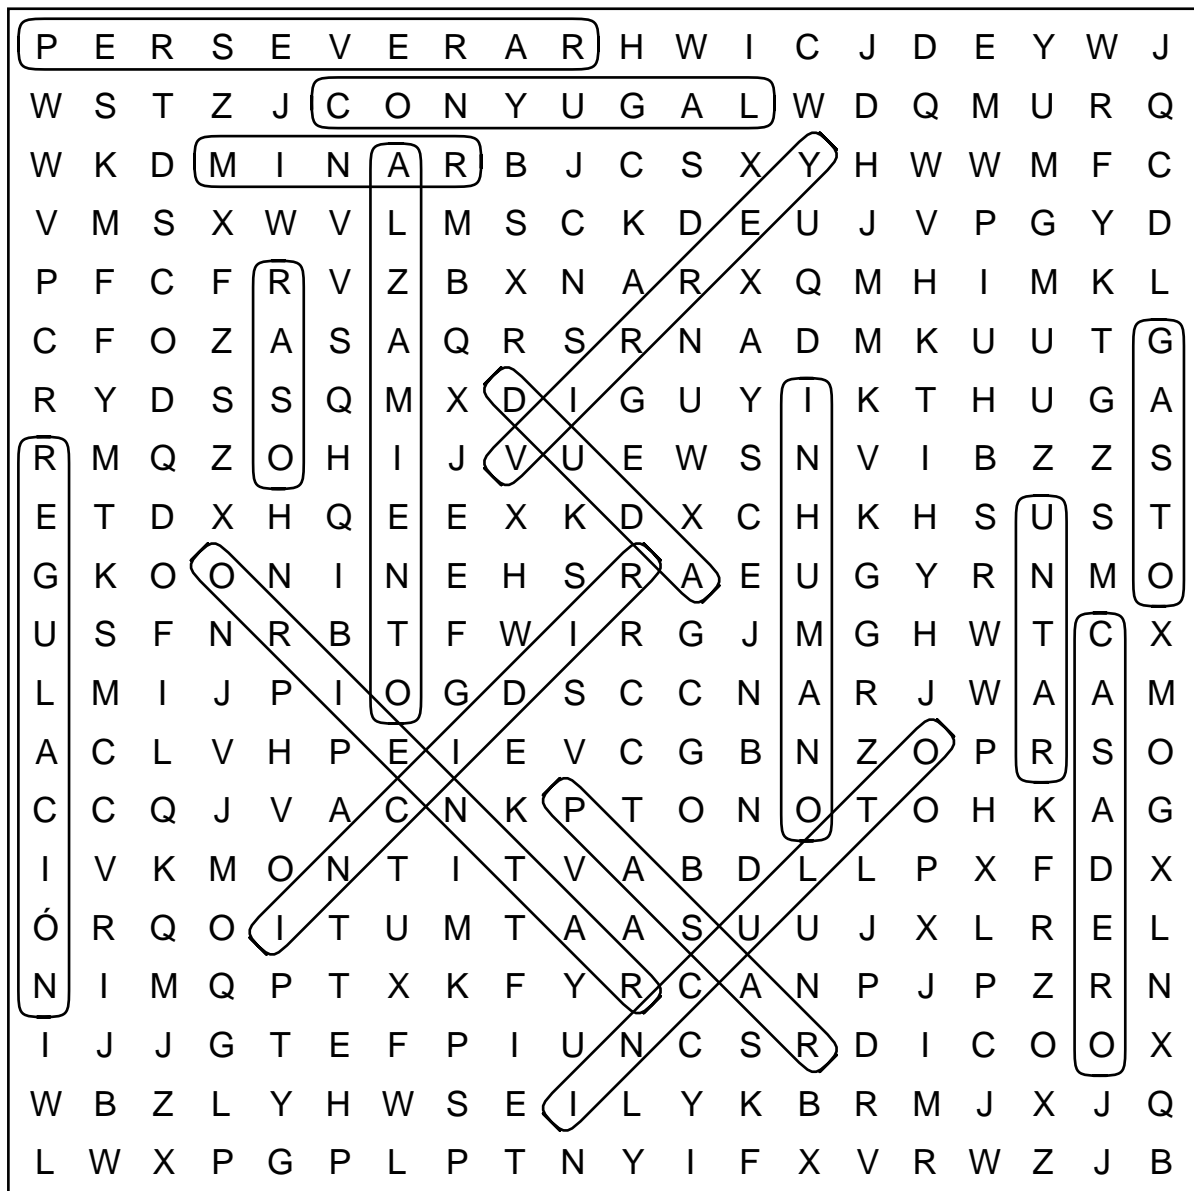 P E R S E V E R A R H W I C J D E Y W J
W S T Z J C O N Y U G A L W D Q M U R Q
W K D M I N A R B J C S X Y H W W M F C
V M S X W V L M S C K D E U J V P G Y D
P F C F R V Z B X N A R X Q M H I M K L
C F O Z A S A Q R S R N A D M K U U T G
R Y D S S Q M X D I G U Y I K T H U G A
R M Q Z O H I J V U E W S N V I B Z Z S
E T D X H Q E E X K D X C H K H S U S T
G K O O N I N E H S R A E U G Y R N M O
U S F N R B T F W I R G J M G H W T C X
L M I J P I O G D S C C N A R J W A A M
A C L V H P E I E V C G B N Z O P R S O
C C Q J V A C N K P T O N O T O H K A G
I V K M O N T I T V A B D L L P X F D X
Ó R Q O I T U M T A A S U U J X L R E L
N I M Q P T X K F Y R C A N P J P Z R N
I J J G T E F P I U N C S R D I C O O X
W B Z L Y H W S E I L Y K B R M J X J Q
L W X P G P L P T N Y I F X V R W Z J B